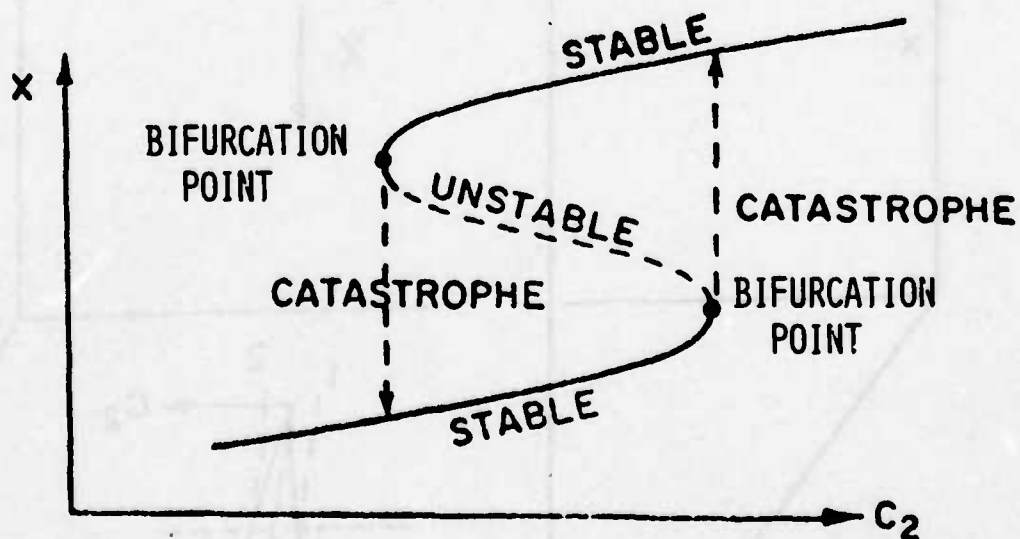 STABLE
X
BIFURCATION
POINT
UNSTABLE
CATASTROPHE
CATASTROPHE
BIFURCATION
POINT
STABLE
C2